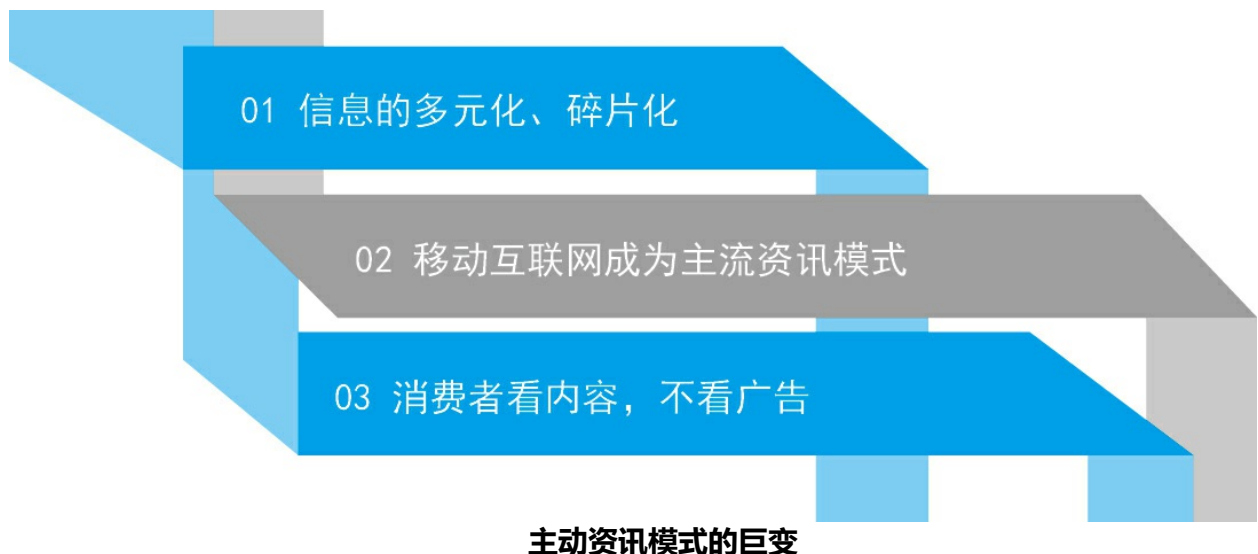 01 信息的多元化、碎片化
02 移动互联网成为主流资讯模式
03 消费者看内容，不看广告
主动资讯模式的巨变